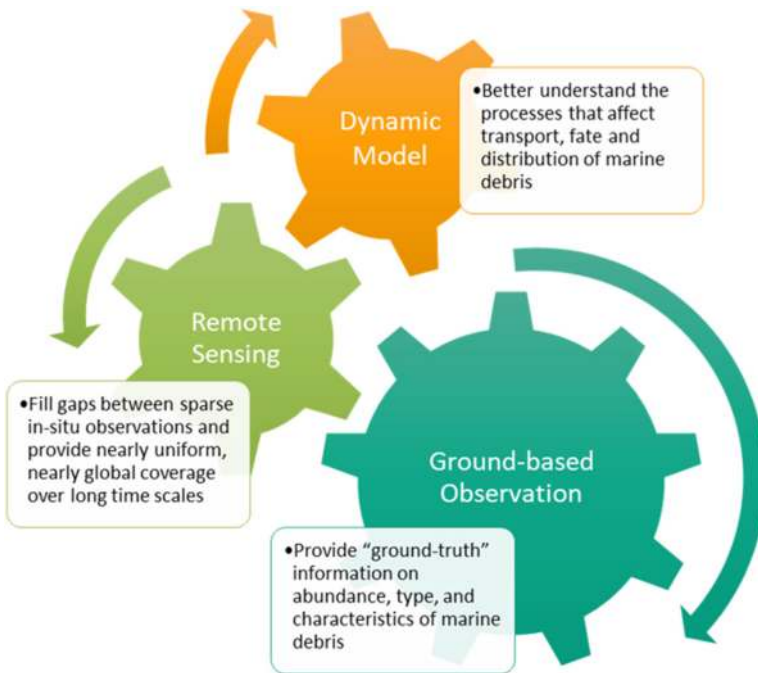 Dynamic
Model
•Better understand the
processes that affect
transport, fate and
distribution of marine
debris
Remote
Sensing
•Fill gaps between sparse
in-situ observations and
provide nearly uniform,
nearly global coverage
over long time scales
Ground-based
Observation
•Provide “ground-truth”
information on
abundance, type, and
characteristics of marine
debris